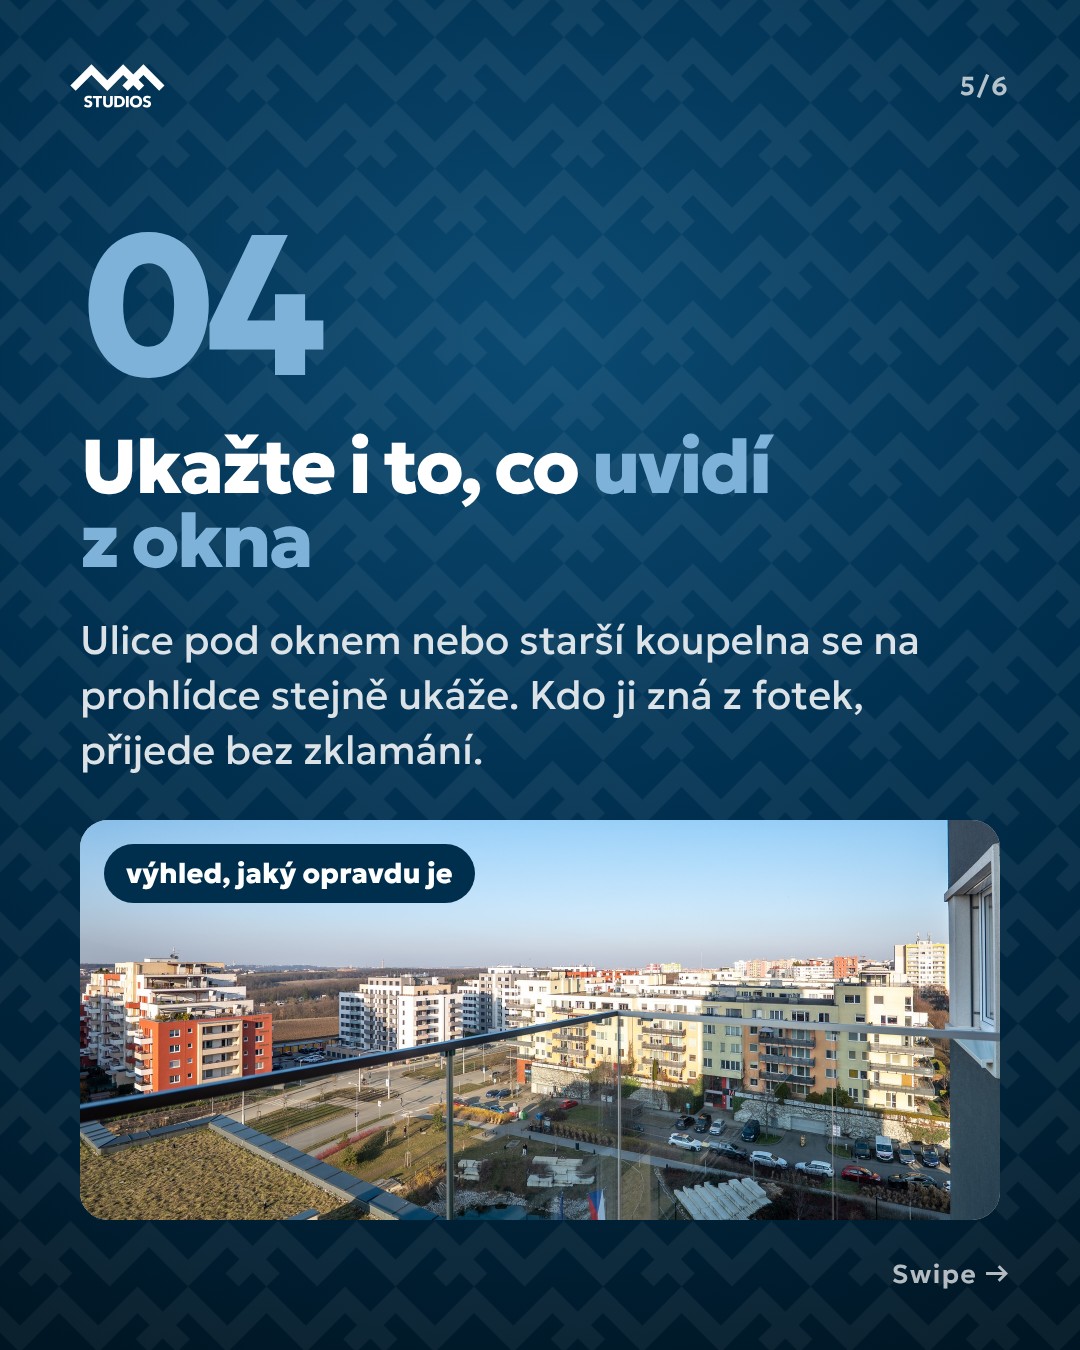 STUDIOS
5/6
04
Ukažte i to, co uvidí
z okna
Ulice pod oknem nebo starší koupelna se na
prohlídce stejně ukáže. Kdo ji zná z fotek,
přijede bez zklamání.
výhled, jaký opravdu je
Swipe →